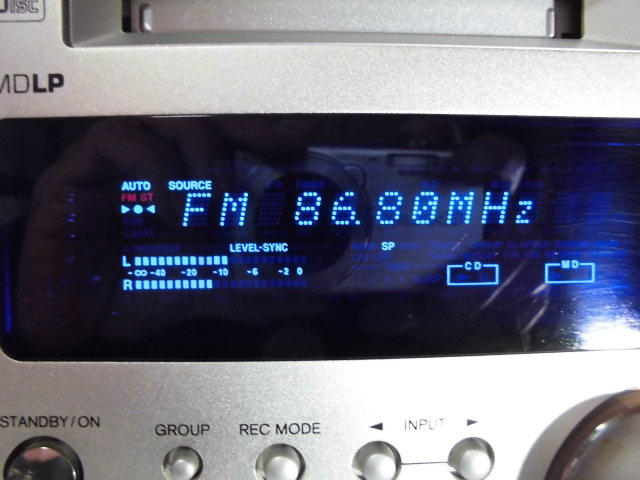 DISC
MDLP
AUTO SOURCE
FM ST
FM 86.80MHz
LEVEL-SYNC SP
L
-∞ -40 -20 -10 -6 -2 0
R
CD MD
STANDBY/ON
GROUP REC MODE ◄ INPUT ►